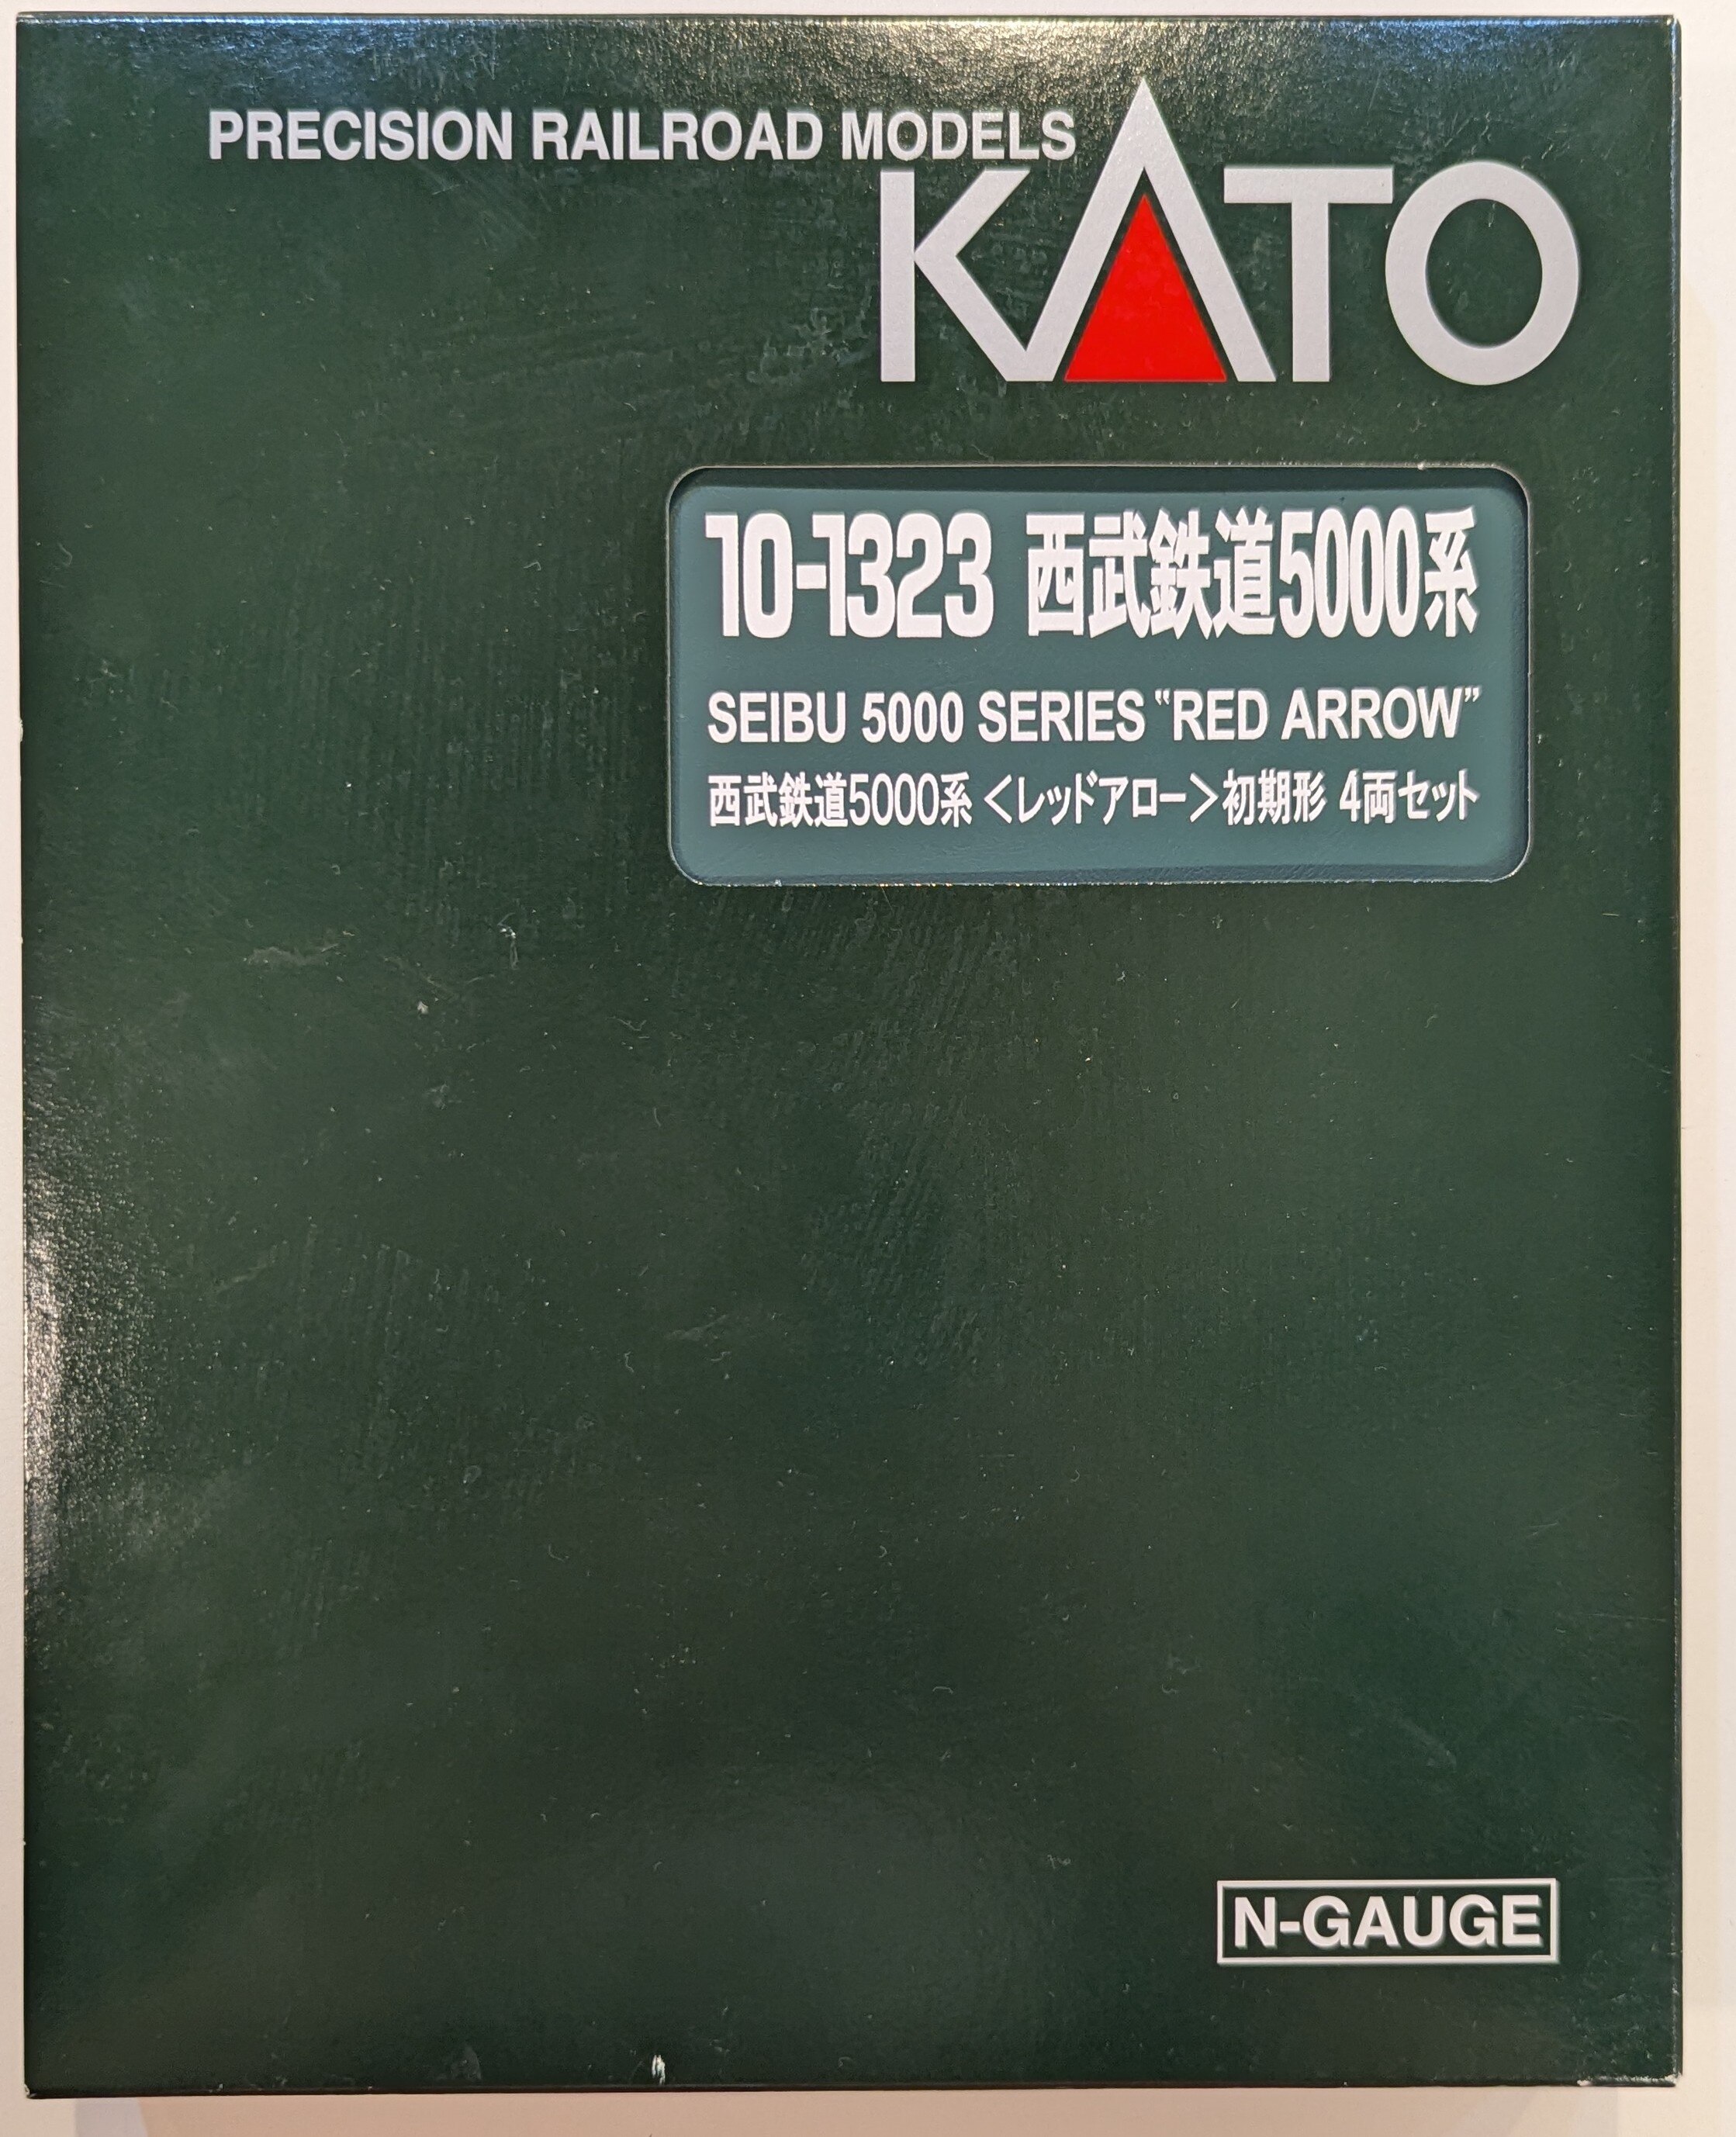 PRECISION RAILROAD MODELS
KATO
10-1323 西武鉄道5000系
SEIBU 5000 SERIES “RED ARROW”
西武鉄道5000系 <レッドアロー>初期形 4両セット
N-GAUGE